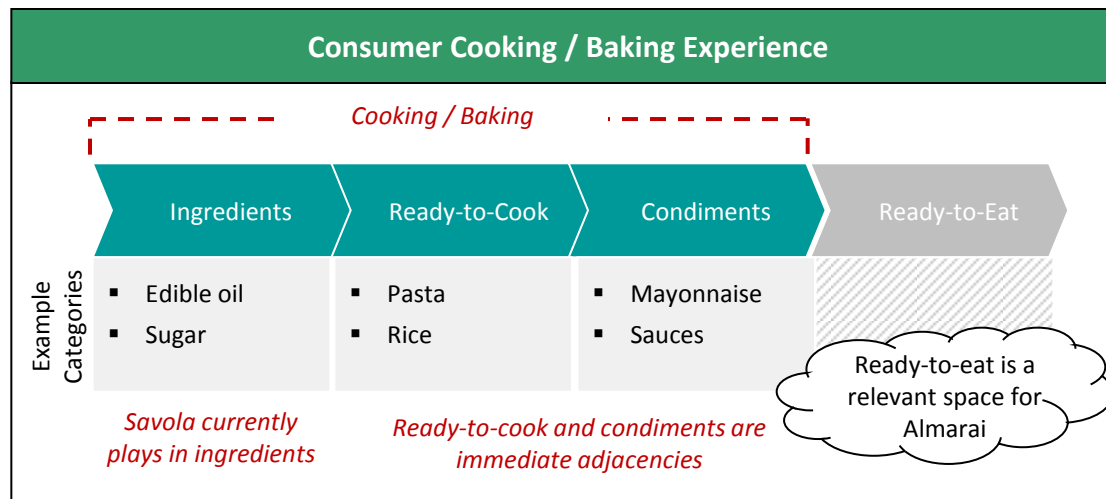 Consumer Cooking / Baking Experience
Cooking / Baking
Ingredients
Ready-to-Cook
Condiments
Ready-to-Eat
Example
Categories
▪ Edible oil
▪ Sugar
▪ Pasta
▪ Rice
▪ Mayonnaise
▪ Sauces
Ready-to-eat is a
relevant space for
Almarai
Savola currently
plays in ingredients
Ready-to-cook and condiments are
immediate adjacencies